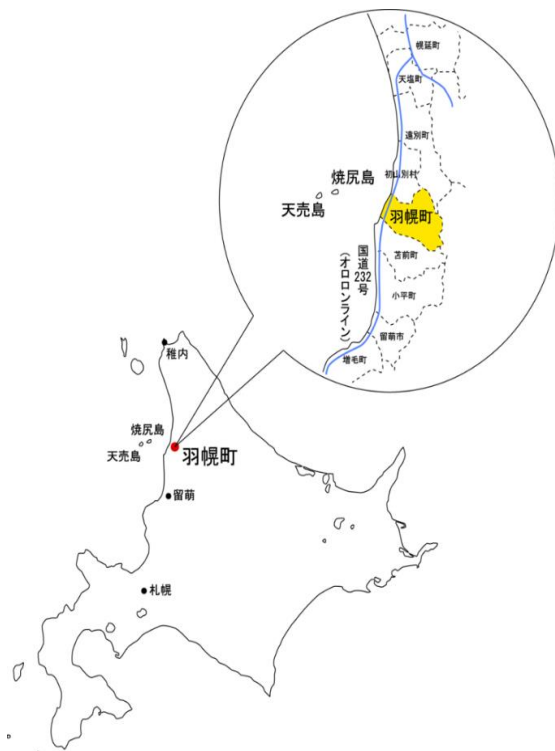 幌延町
天塩町
遠別町
初山別村
焼尻島
天売島
羽幌町
苫前町
国道232号
(オロロンライン)
小平町
留萌市
増毛町
稚内
焼尻島
天売島
羽幌町
留萌
札幌